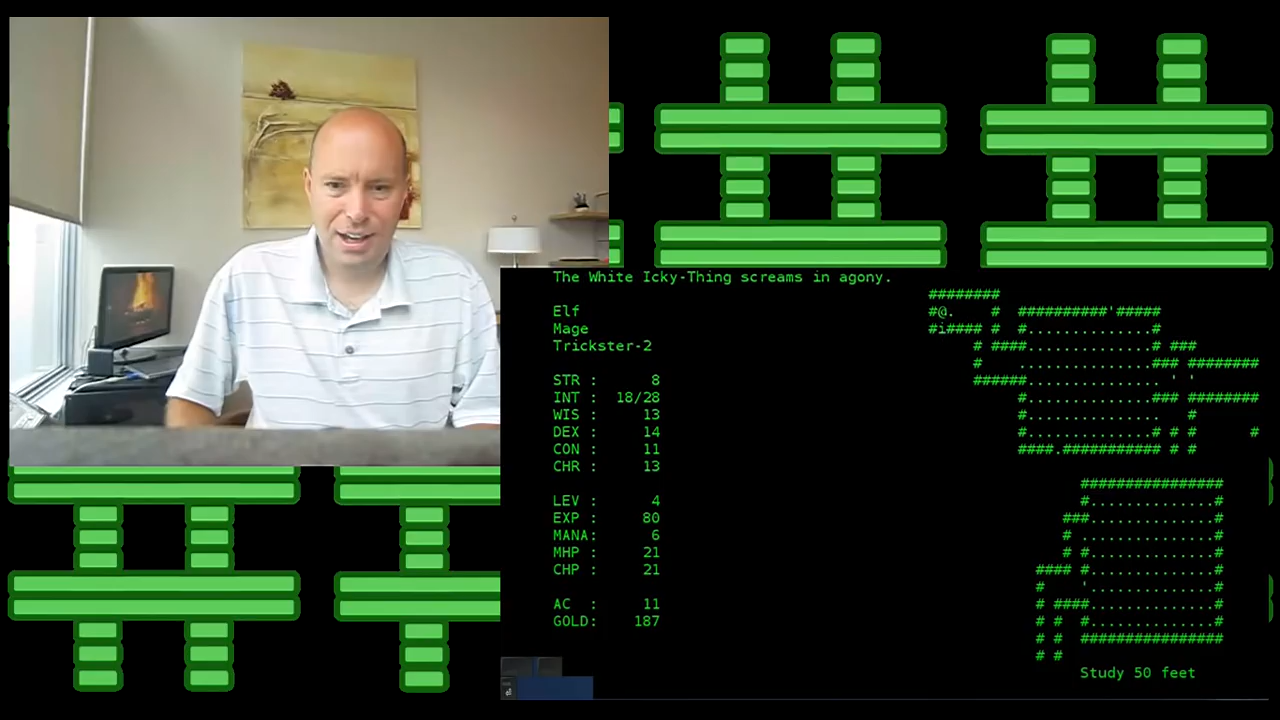 The White Icky-Thing screams in agony.
Elf
Mage
Trickster-2
STR : 8
INT : 18/28
WIS : 13
DEX : 14
CON : 11
CHR : 13
LEV : 4
EXP : 80
MANA: 6
MHP : 21
CHP : 21
AC : 11
GOLD: 187
########
#@. # ##########'#####
#i#### # #..............#
# ####..............# ###
# #..............### ########
######............... ' '
#..............### ########
#............... #
#..............# # # #
####.########### # #
################
#..............#
###..............#
# ...............#
# # #..............#
#### #..............#
# '..............#
# ####..............#
# # #..............#
# # ################
# #
Study 50 feet